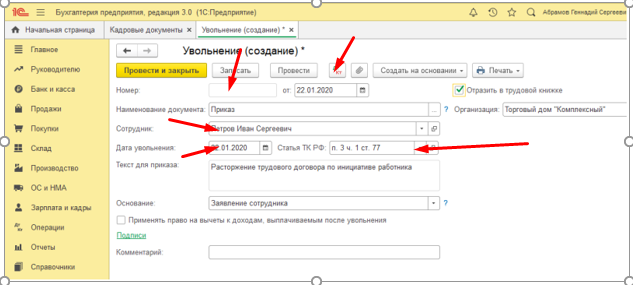 1С Бухгалтерия предприятия, редакция 3.0 (1С:Предприятие) Абрамов Геннадий Сергеевич
Начальная страница Кадровые документы × Увольнение (создание) * ×
Главное
Руководителю
Банк и касса
Продажи
Покупки
Склад
Производство
ОС и НМА
Зарплата и кадры
Операции
Отчеты
Справочники
Увольнение (создание) *
Провести и закрыть Записать Провести Создать на основании Печать
Номер: от: 22.01.2020 Отразить в трудовой книжке
Наименование документа: Приказ ... ? Организация: Торговый дом "Комплексный"
Сотрудник: Петров Иван Сергеевич
Дата увольнения: 22.01.2020 Статья ТК РФ: п. 3 ч. 1 ст. 77
Текст для приказа: Расторжение трудового договора по инициативе работника
Основание: Заявление сотрудника ?
Применять право на вычеты к доходам, выплачиваемым после увольнения
Подписи
Комментарий: